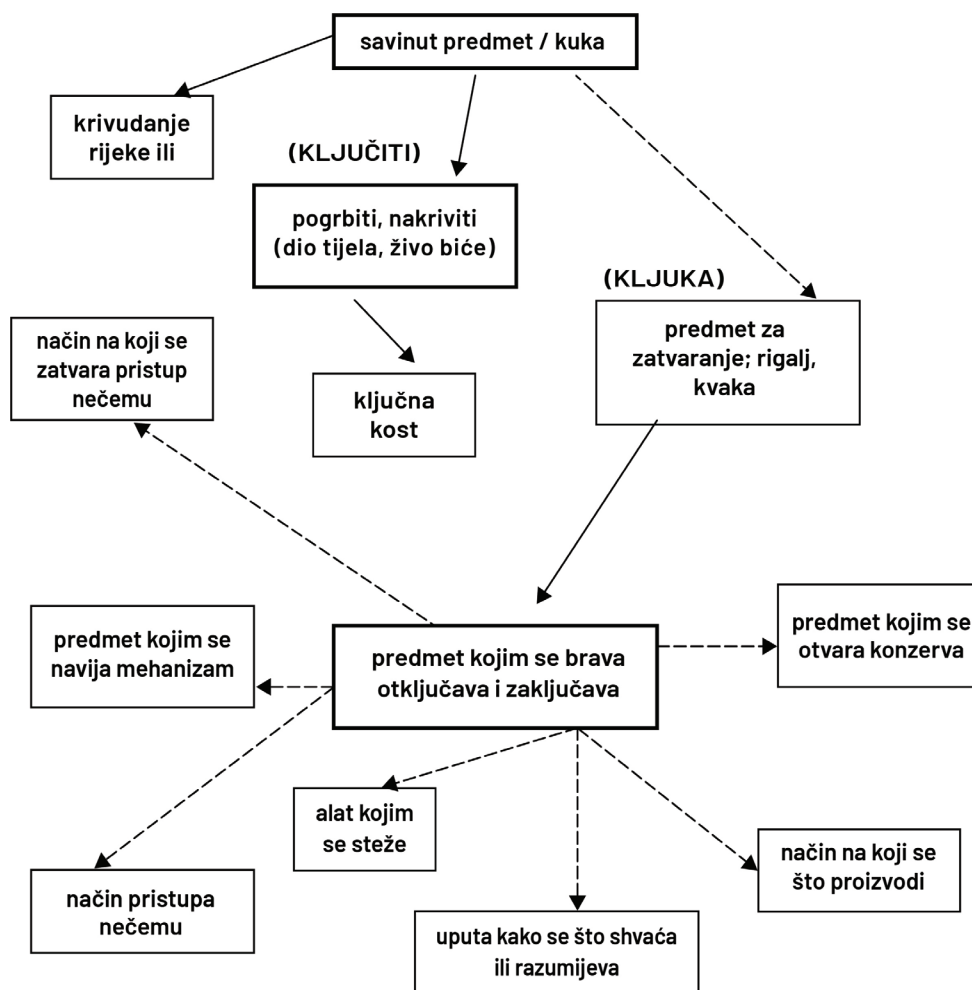 savinut predmet / kuka
krivudanje
rijeke ili
(KLJUČITI)
pogrbiti, nakriviti
(dio tijela, živo biće)
(KLJUKA)
predmet za
zatvaranje; rigalj,
kvaka
način na koji se
zatvara pristup
nečemu
ključna
kost
predmet kojim se
navija mehanizam
predmet kojim se brava
otključava i zaključava
predmet kojim se
otvara konzerva
alat kojim
se steže
način na koji se
što proizvodi
način pristupa
nečemu
uputa kako se što shvaća
ili razumijeva